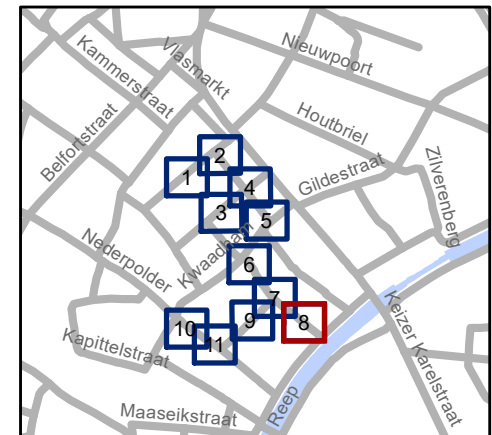 Vlasmarkt
Nieuwpoort
Kammerstraat
Houtbriel
Belfortstraat
Gildestraat
Zilverenberg
2
1
4
3
5
Kwaadham
Nederpolder
6
7
8
9
10
11
Keizer Karelstraat
Kapittelstraat
Maaseikstraat
Reep